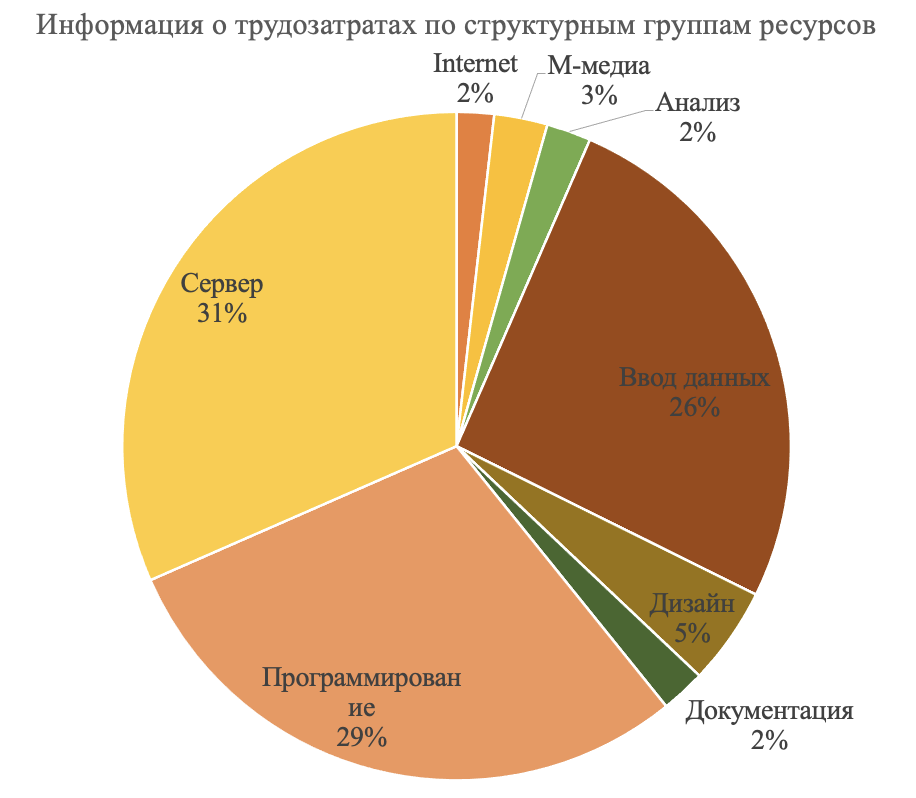 Информация о трудозатратах по структурным группам ресурсов
Internet
2%
М-медиа
3%
Анализ
2%
Сервер
31%
Ввод данных
26%
Дизайн
5%
Программирован
ие
29%
Документация
2%